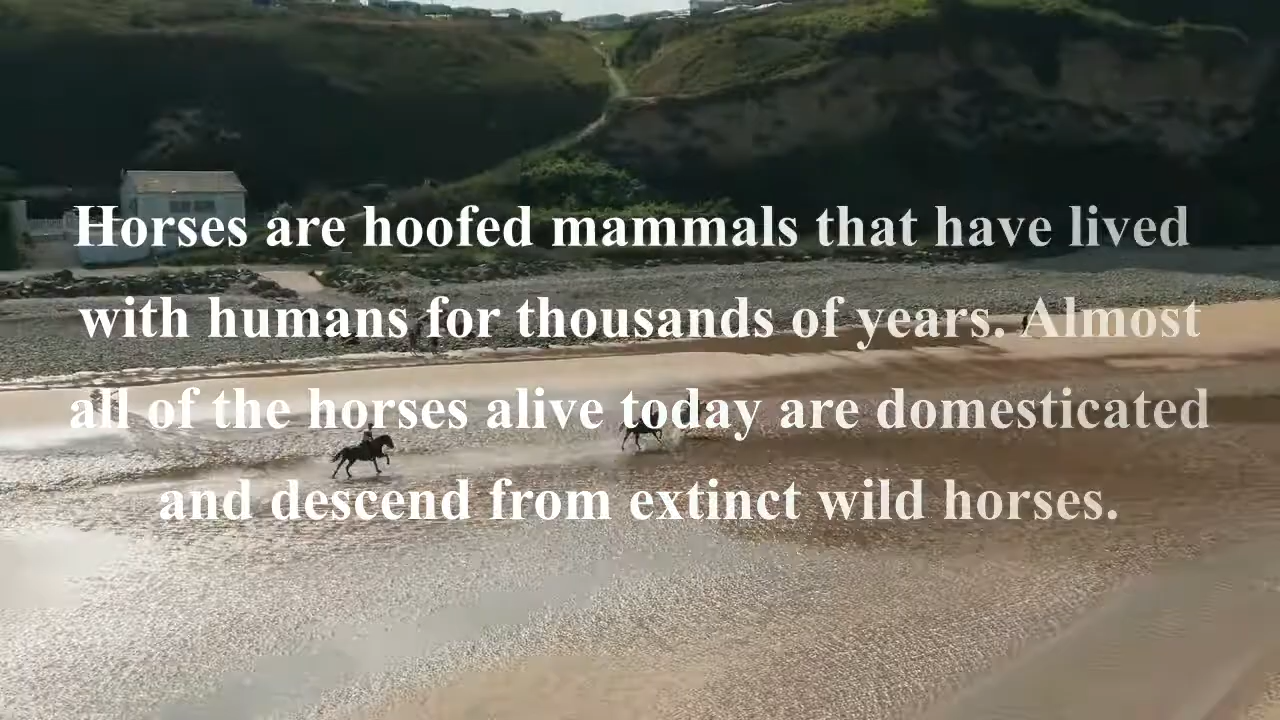 Horses are hoofed mammals that have lived
with humans for thousands of years. Almost
all of the horses alive today are domesticated
and descend from extinct wild horses.